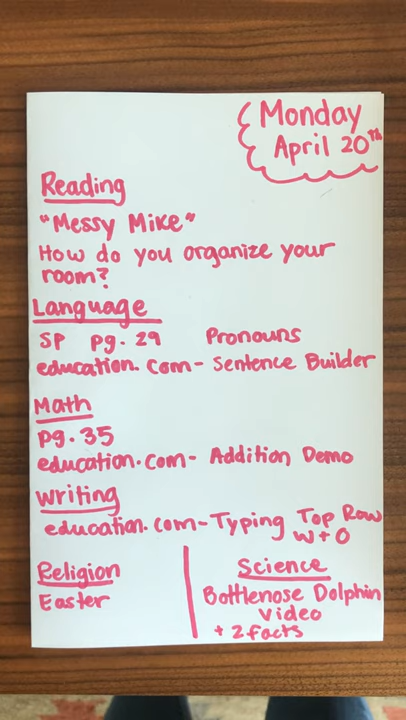 Monday
April 20th
Reading
"Messy Mike"
How do you organize your
room?
Language
SP pg. 29 Pronouns
education.com- Sentence Builder
Math
pg. 35
education.com- Addition Demo
Writing
education.com-Typing Top Row
w + o
Religion
Easter
Science
Bottlenose Dolphin
Video
+ 2 facts